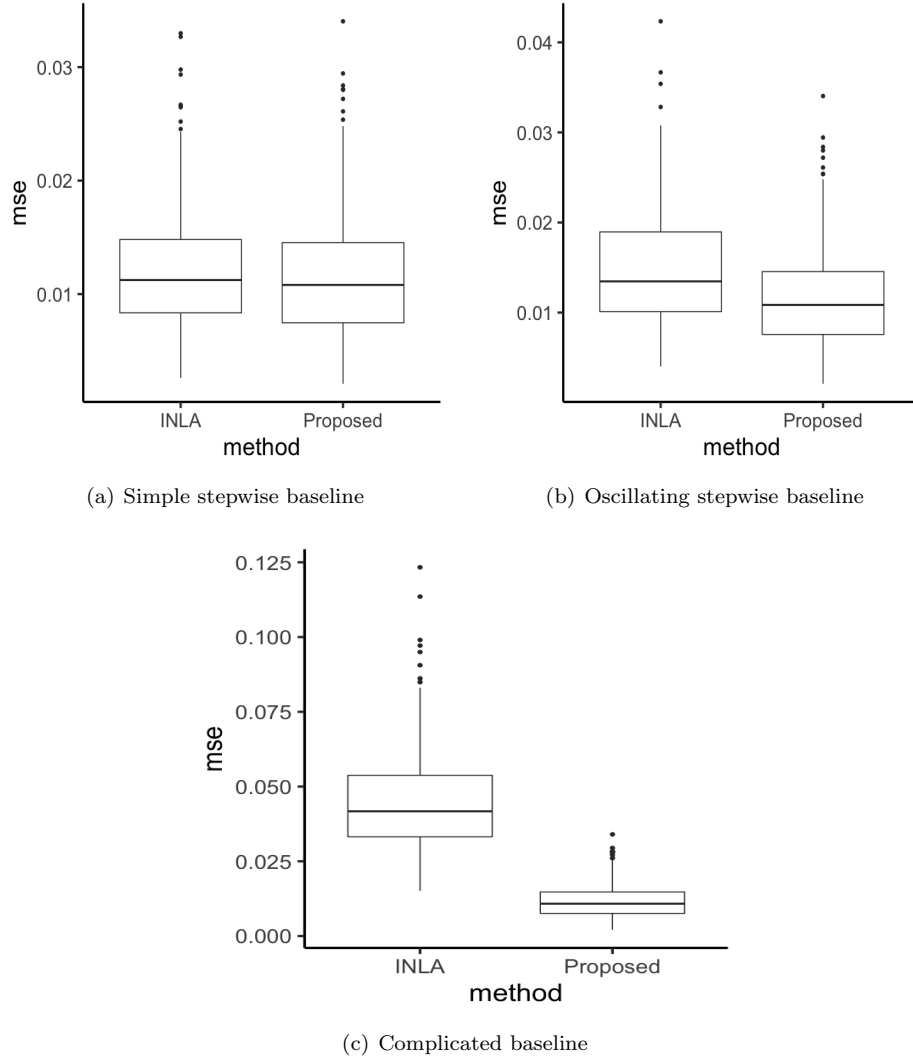 mse
0.03
0.02
0.01
INLA Proposed
method
(a) Simple stepwise baseline
mse
0.04
0.03
0.02
0.01
INLA Proposed
method
(b) Oscillating stepwise baseline
mse
0.125
0.100
0.075
0.050
0.025
0.000
INLA Proposed
method
(c) Complicated baseline